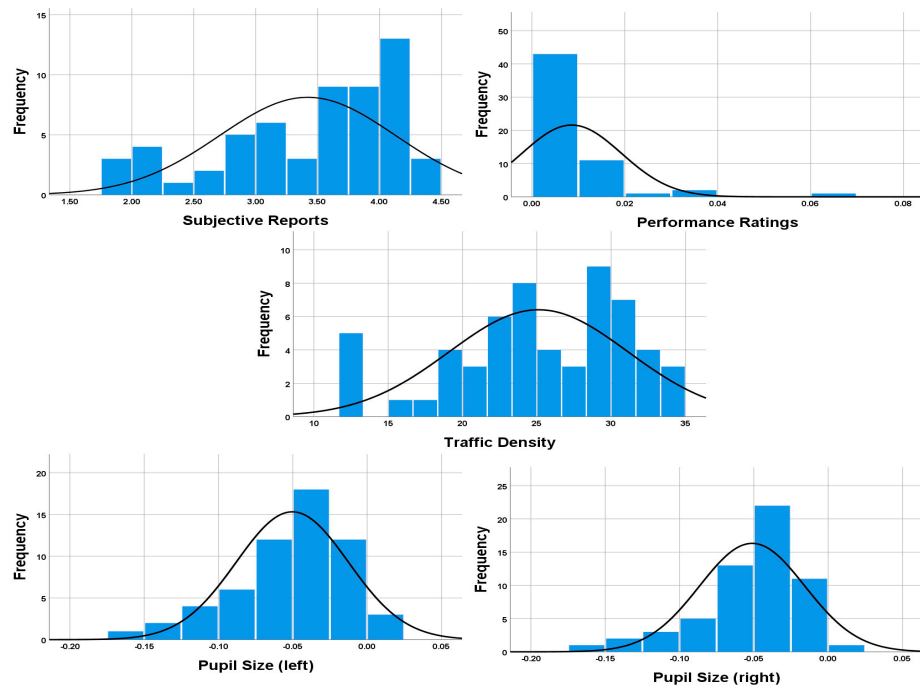 15
10
5
0
Frequency
1.50 2.00 2.50 3.00 3.50 4.00 4.50
Subjective Reports
50
40
30
20
10
0
Frequency
0.00 0.02 0.04 0.06 0.08
Performance Ratings
10
8
6
4
2
0
Frequency
10 15 20 25 30 35
Traffic Density
20
15
10
5
0
Frequency
-0.20 -0.15 -0.10 -0.05 0.00 0.05
Pupil Size (left)
25
20
15
10
5
0
Frequency
-0.20 -0.15 -0.10 -0.05 0.00 0.05
Pupil Size (right)